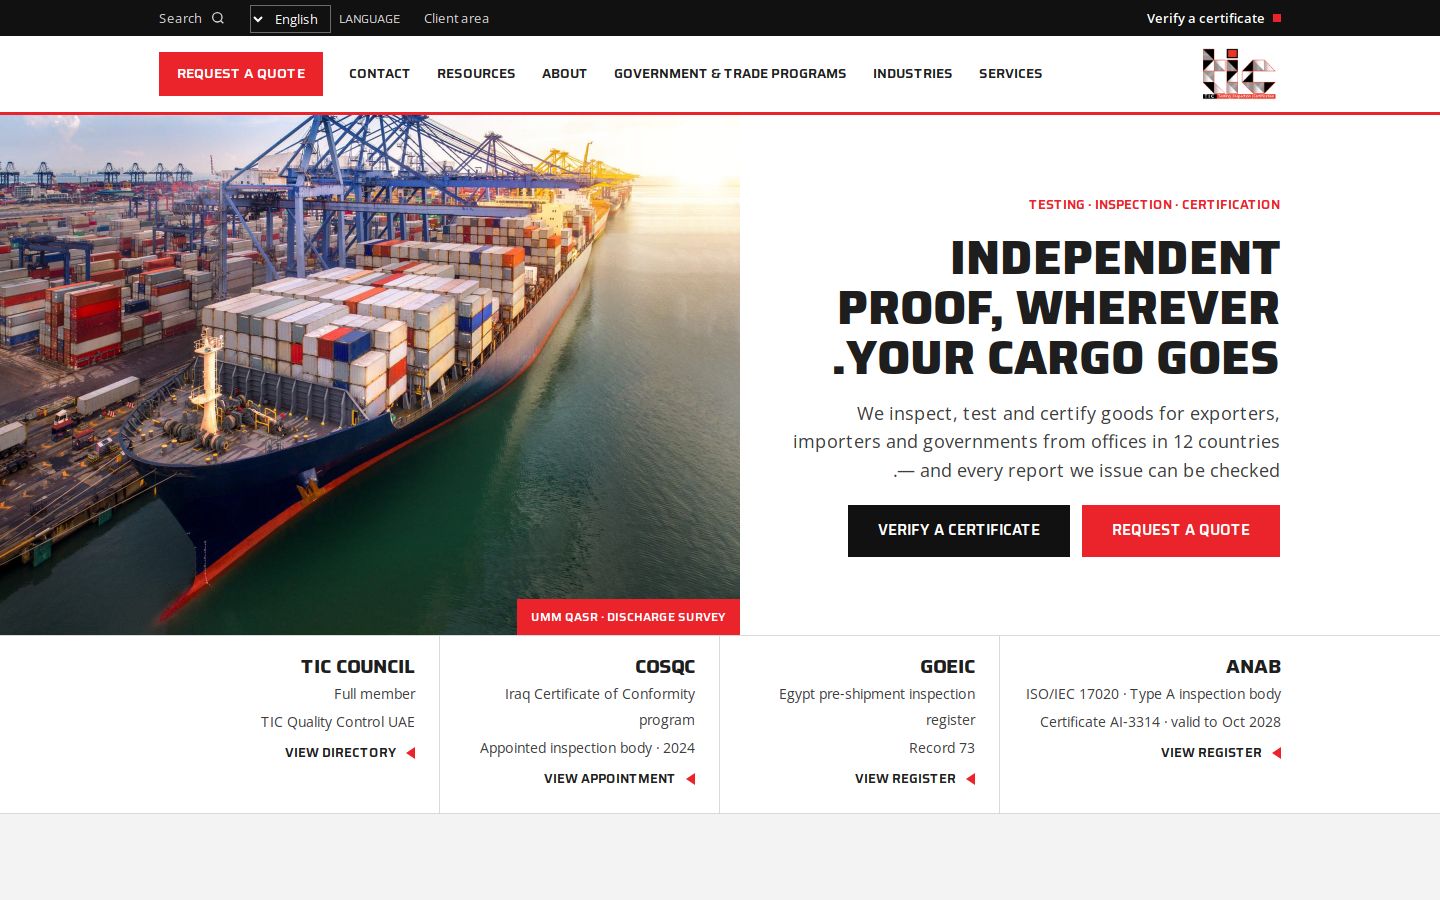 Verify a certificate
Client area
LANGUAGE
English
Search
tic
SERVICES
INDUSTRIES
GOVERNMENT & TRADE PROGRAMS
ABOUT
RESOURCES
CONTACT
REQUEST A QUOTE
TESTING · INSPECTION · CERTIFICATION
INDEPENDENT
PROOF, WHEREVER
.YOUR CARGO GOES
We inspect, test and certify goods for exporters,
importers and governments from offices in 12 countries
.— and every report we issue can be checked
REQUEST A QUOTE
VERIFY A CERTIFICATE
UMM QASR · DISCHARGE SURVEY
ANAB
ISO/IEC 17020 · Type A inspection body
Certificate AI-3314 · valid to Oct 2028
VIEW REGISTER
GOEIC
Egypt pre-shipment inspection
register
Record 73
VIEW REGISTER
COSQC
Iraq Certificate of Conformity
program
Appointed inspection body · 2024
VIEW APPOINTMENT
TIC COUNCIL
Full member
TIC Quality Control UAE
VIEW DIRECTORY